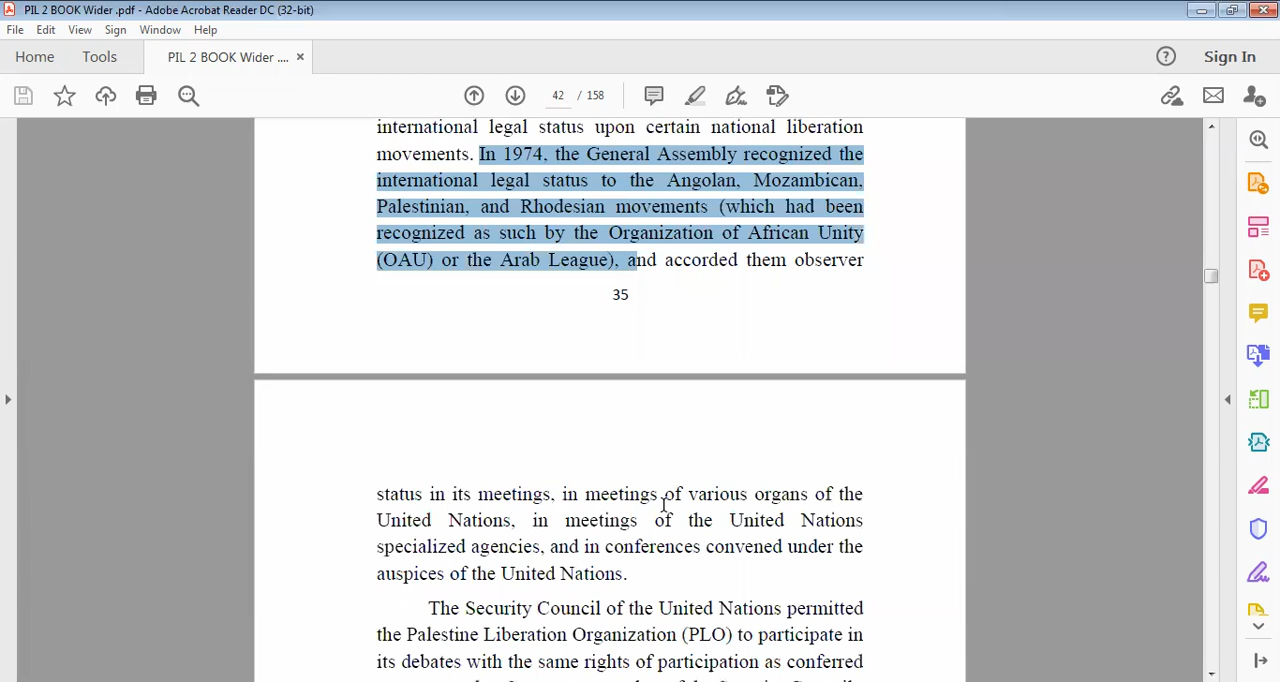 PIL 2 BOOK Wider .pdf - Adobe Acrobat Reader DC (32-bit)
File Edit View Sign Window Help
Home Tools PIL 2 BOOK Wider .... × Sign In
42 / 158
international legal status upon certain national liberation
movements. In 1974, the General Assembly recognized the
international legal status to the Angolan, Mozambican,
Palestinian, and Rhodesian movements (which had been
recognized as such by the Organization of African Unity
(OAU) or the Arab League), and accorded them observer
35
status in its meetings, in meetings of various organs of the
United Nations, in meetings of the United Nations
specialized agencies, and in conferences convened under the
auspices of the United Nations.
The Security Council of the United Nations permitted
the Palestine Liberation Organization (PLO) to participate in
its debates with the same rights of participation as conferred